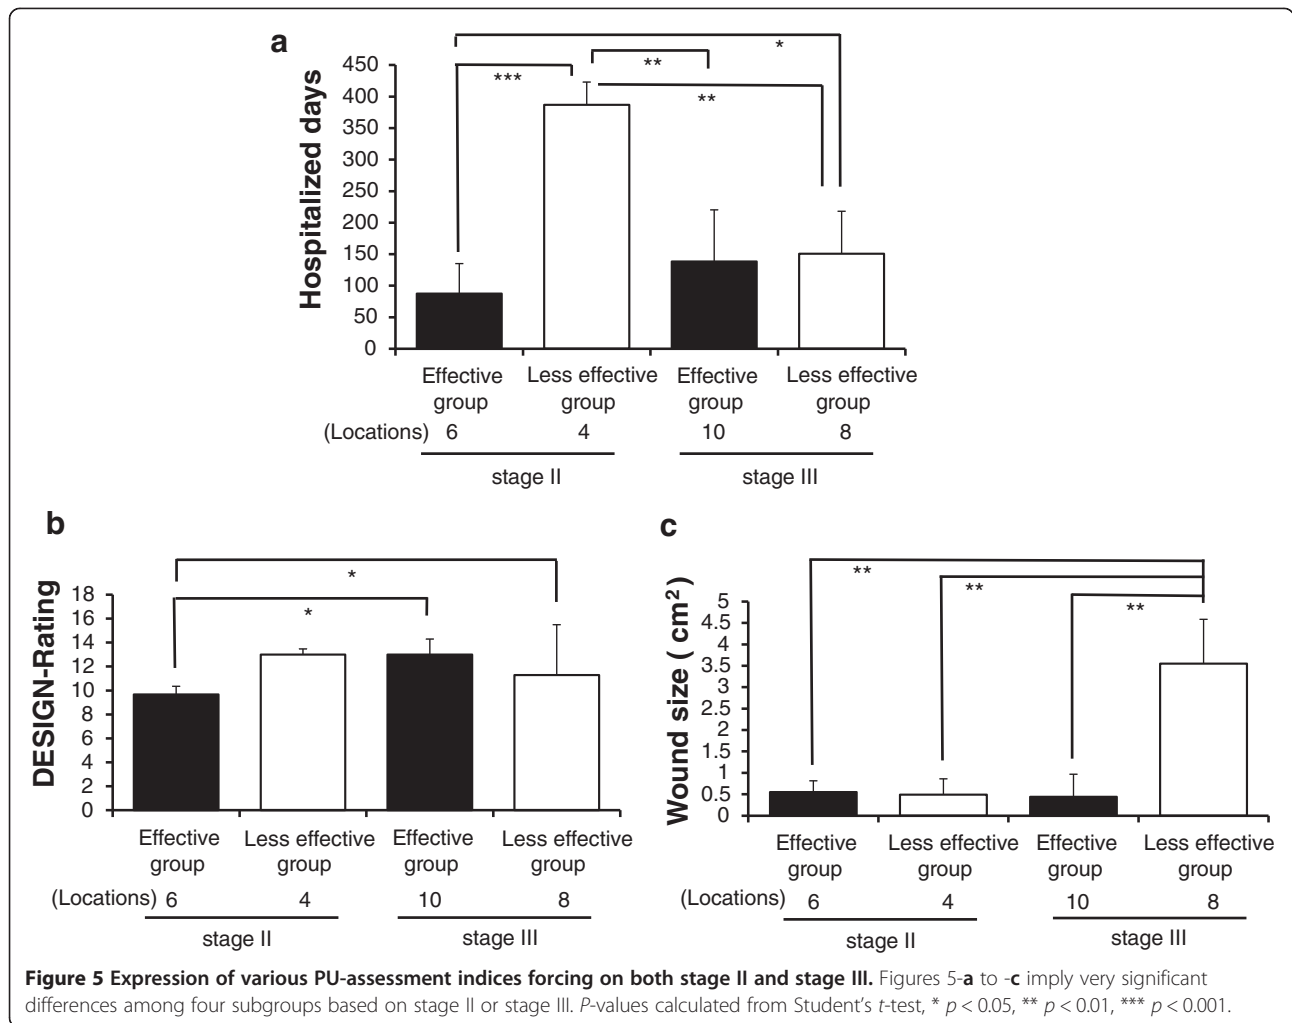 a
Hospitalized days
450
400
350
300
250
200
150
100
50
0
***
**
*
**
Effective group
Less effective group
Effective group
Less effective group
(Locations) 6 4 10 8
stage II stage III
b
DESIGN-Rating
18
16
14
12
10
8
6
4
2
0
*
*
Effective group
Less effective group
Effective group
Less effective group
(Locations) 6 4 10 8
stage II stage III
c
Wound size ( cm²)
5
4.5
4
3.5
3
2.5
2
1.5
1
0.5
0
**
**
**
Effective group
Less effective group
Effective group
Less effective group
(Locations) 6 4 10 8
stage II stage III
Figure 5 Expression of various PU-assessment indices forcing on both stage II and stage III. Figures 5-a to -c imply very significant
differences among four subgroups based on stage II or stage III. P-values calculated from Student's t-test, * p < 0.05, ** p < 0.01, *** p < 0.001.